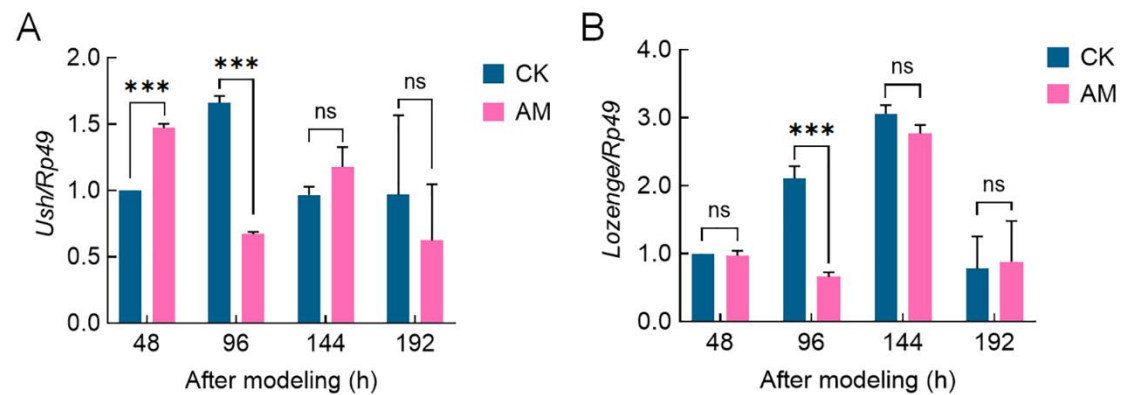 A
Ush/Rp49
2.0
1.5
1.0
0.5
0.0
***
***
ns
ns
CK
AM
48
96
144
192
After modeling (h)
B
Lozenge/Rp49
4.0
3.0
2.0
1.0
0.0
ns
***
ns
ns
CK
AM
48
96
144
192
After modeling (h)